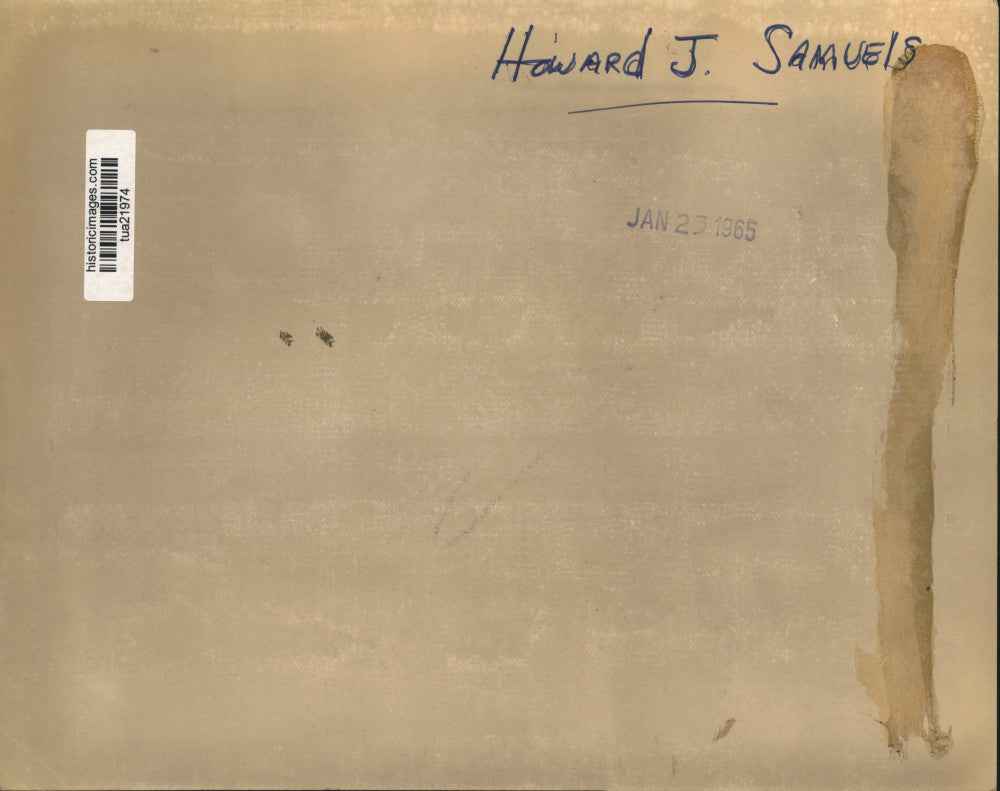 Howard J. Samuels
historicimages.com
tua21974
JAN 23 1965